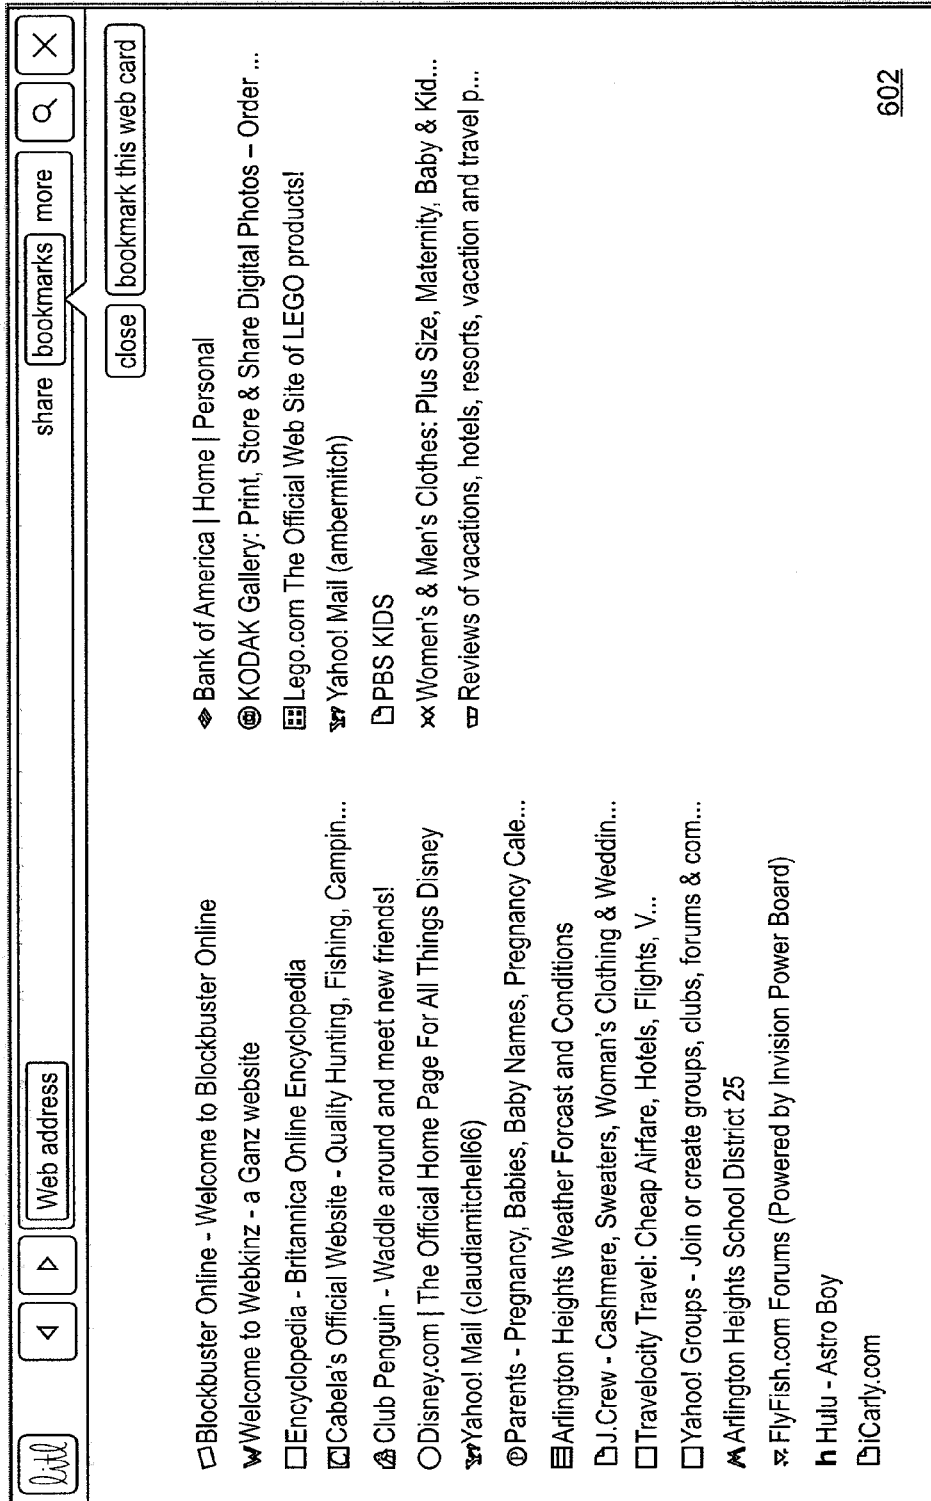 litl
Web address
share
bookmarks
more
close
bookmark this web card
Blockbuster Online - Welcome to Blockbuster Online
Welcome to Webkinz - a Ganz website
Encyclopedia - Britannica Online Encyclopedia
Cabela's Official Website - Quality Hunting, Fishing, Campin...
Club Penguin - Waddle around and meet new friends!
Disney.com | The Official Home Page For All Things Disney
Yahoo! Mail (claudiamitchell66)
Parents - Pregnancy, Babies, Baby Names, Pregnancy Cale...
Arlington Heights Weather Forcast and Conditions
J.Crew - Cashmere, Sweaters, Woman's Clothing & Weddin...
Travelocity Travel: Cheap Airfare, Hotels, Flights, V...
Yahoo! Groups - Join or create groups, clubs, forums & com...
Arlington Heights School District 25
FlyFish.com Forums (Powered by Invision Power Board)
h Hulu - Astro Boy
iCarly.com
Bank of America | Home | Personal
KODAK Gallery: Print, Store & Share Digital Photos – Order ...
Lego.com The Official Web Site of LEGO products!
Yahoo! Mail (ambermitch)
PBS KIDS
Women's & Men's Clothes: Plus Size, Maternity, Baby & Kid...
Reviews of vacations, hotels, resorts, vacation and travel p...
602